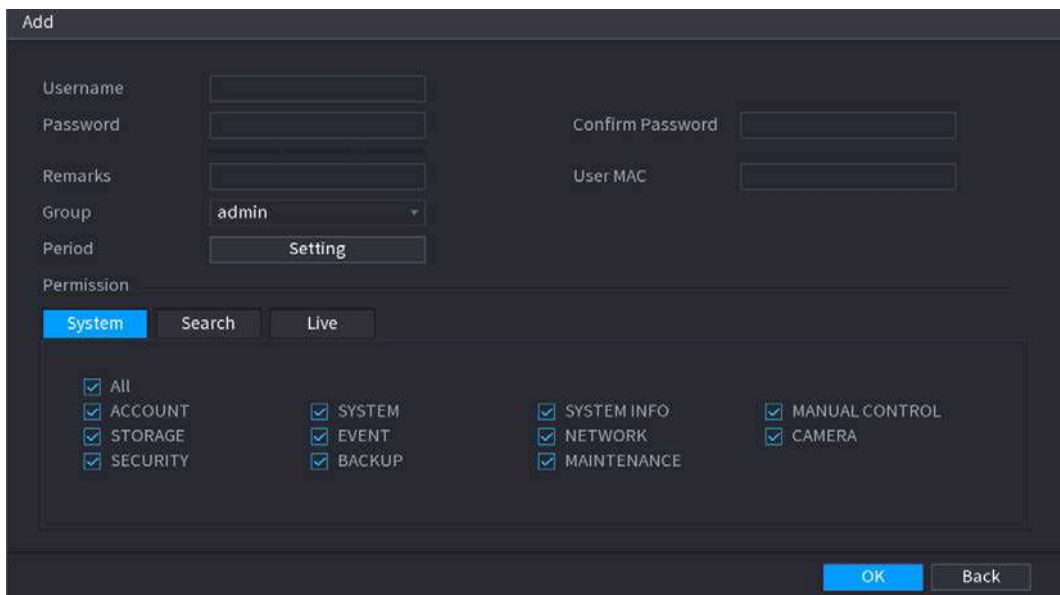 Add
Username
Password Confirm Password
Remarks User MAC
Group admin
Period Setting
Permission
System Search Live
All
ACCOUNT SYSTEM SYSTEM INFO MANUAL CONTROL
STORAGE EVENT NETWORK CAMERA
SECURITY BACKUP MAINTENANCE
OK Back